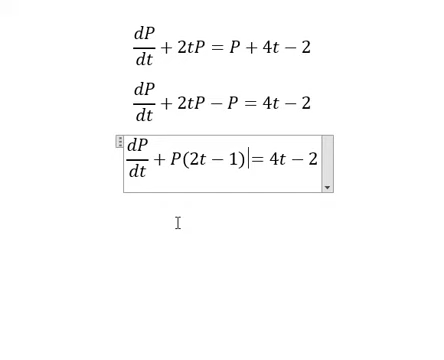 dP/dt + 2tP = P + 4t − 2
dP/dt + 2tP − P = 4t − 2
dP/dt + P(2t − 1) = 4t − 2